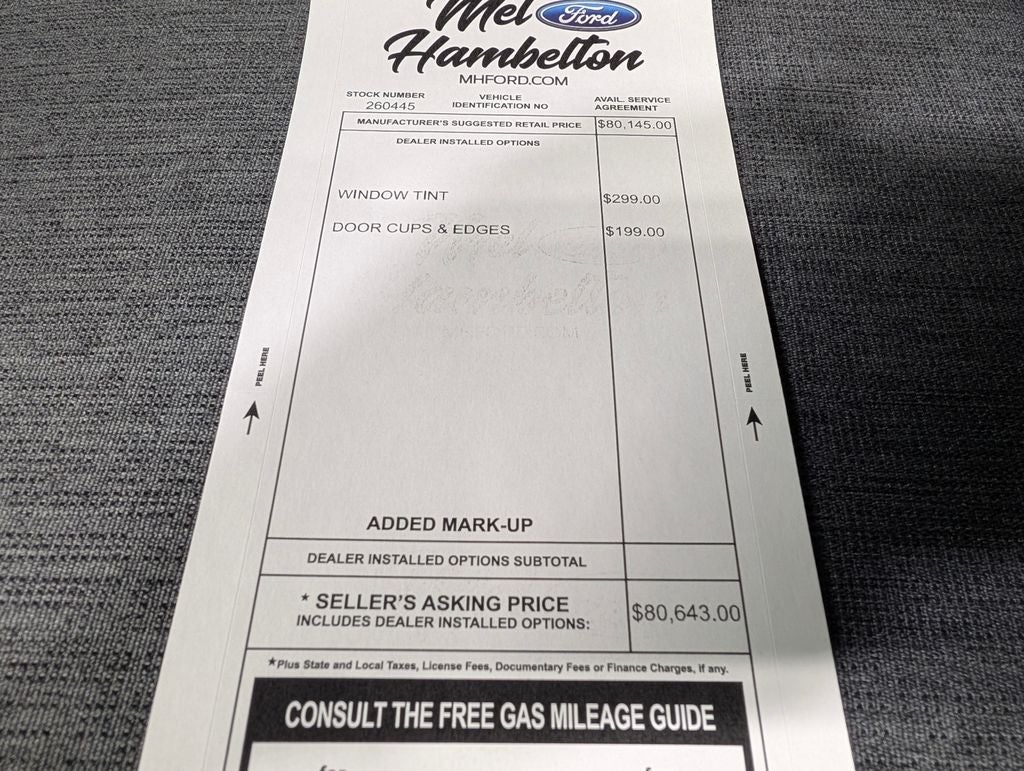 Mel Ford
Hambelton
MHFORD.COM
STOCK NUMBER
260445
VEHICLE
IDENTIFICATION NO
AVAIL. SERVICE
AGREEMENT
MANUFACTURER'S SUGGESTED RETAIL PRICE $80,145.00
DEALER INSTALLED OPTIONS
WINDOW TINT $299.00
DOOR CUPS & EDGES $199.00
PEEL HERE
PEEL HERE
ADDED MARK-UP
DEALER INSTALLED OPTIONS SUBTOTAL
* SELLER'S ASKING PRICE
INCLUDES DEALER INSTALLED OPTIONS: $80,643.00
*Plus State and Local Taxes, License Fees, Documentary Fees or Finance Charges, If any.
CONSULT THE FREE GAS MILEAGE GUIDE